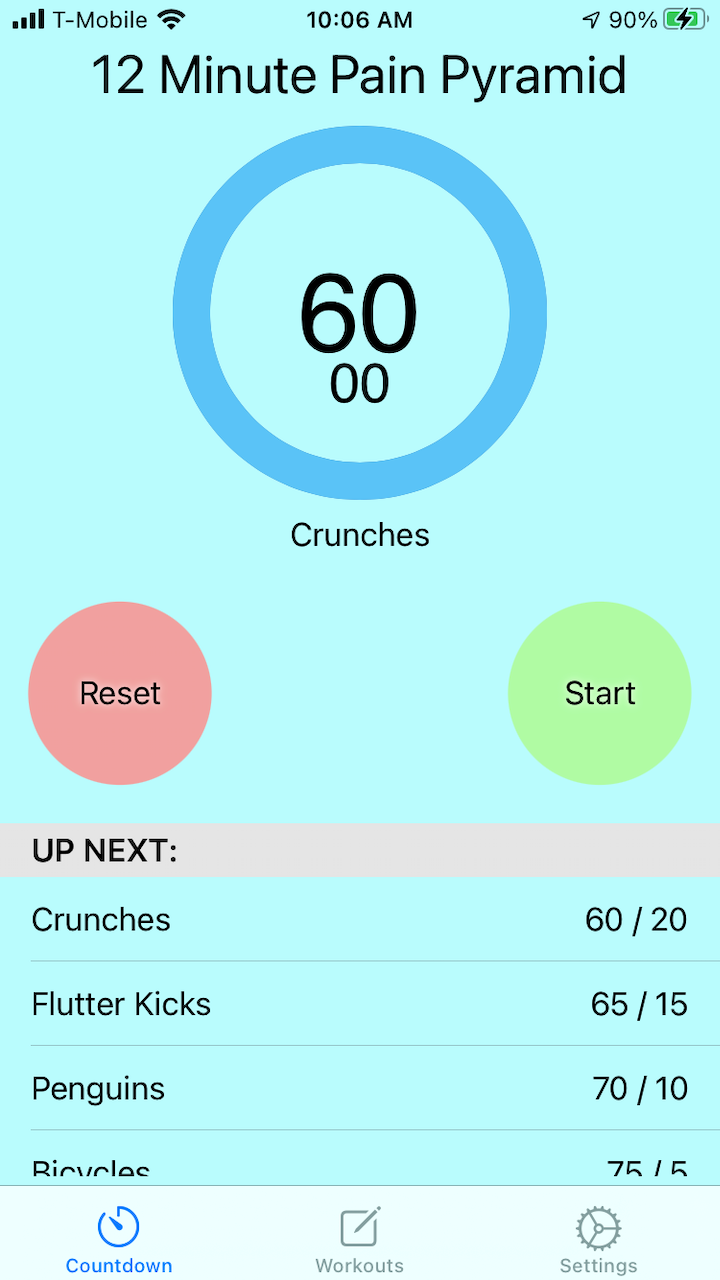 T-Mobile 10:06 AM 90%
12 Minute Pain Pyramid
60
00
Crunches
Reset Start
UP NEXT:
Crunches 60 / 20
Flutter Kicks 65 / 15
Penguins 70 / 10
Bicycles 75 / 5
Countdown Workouts Settings